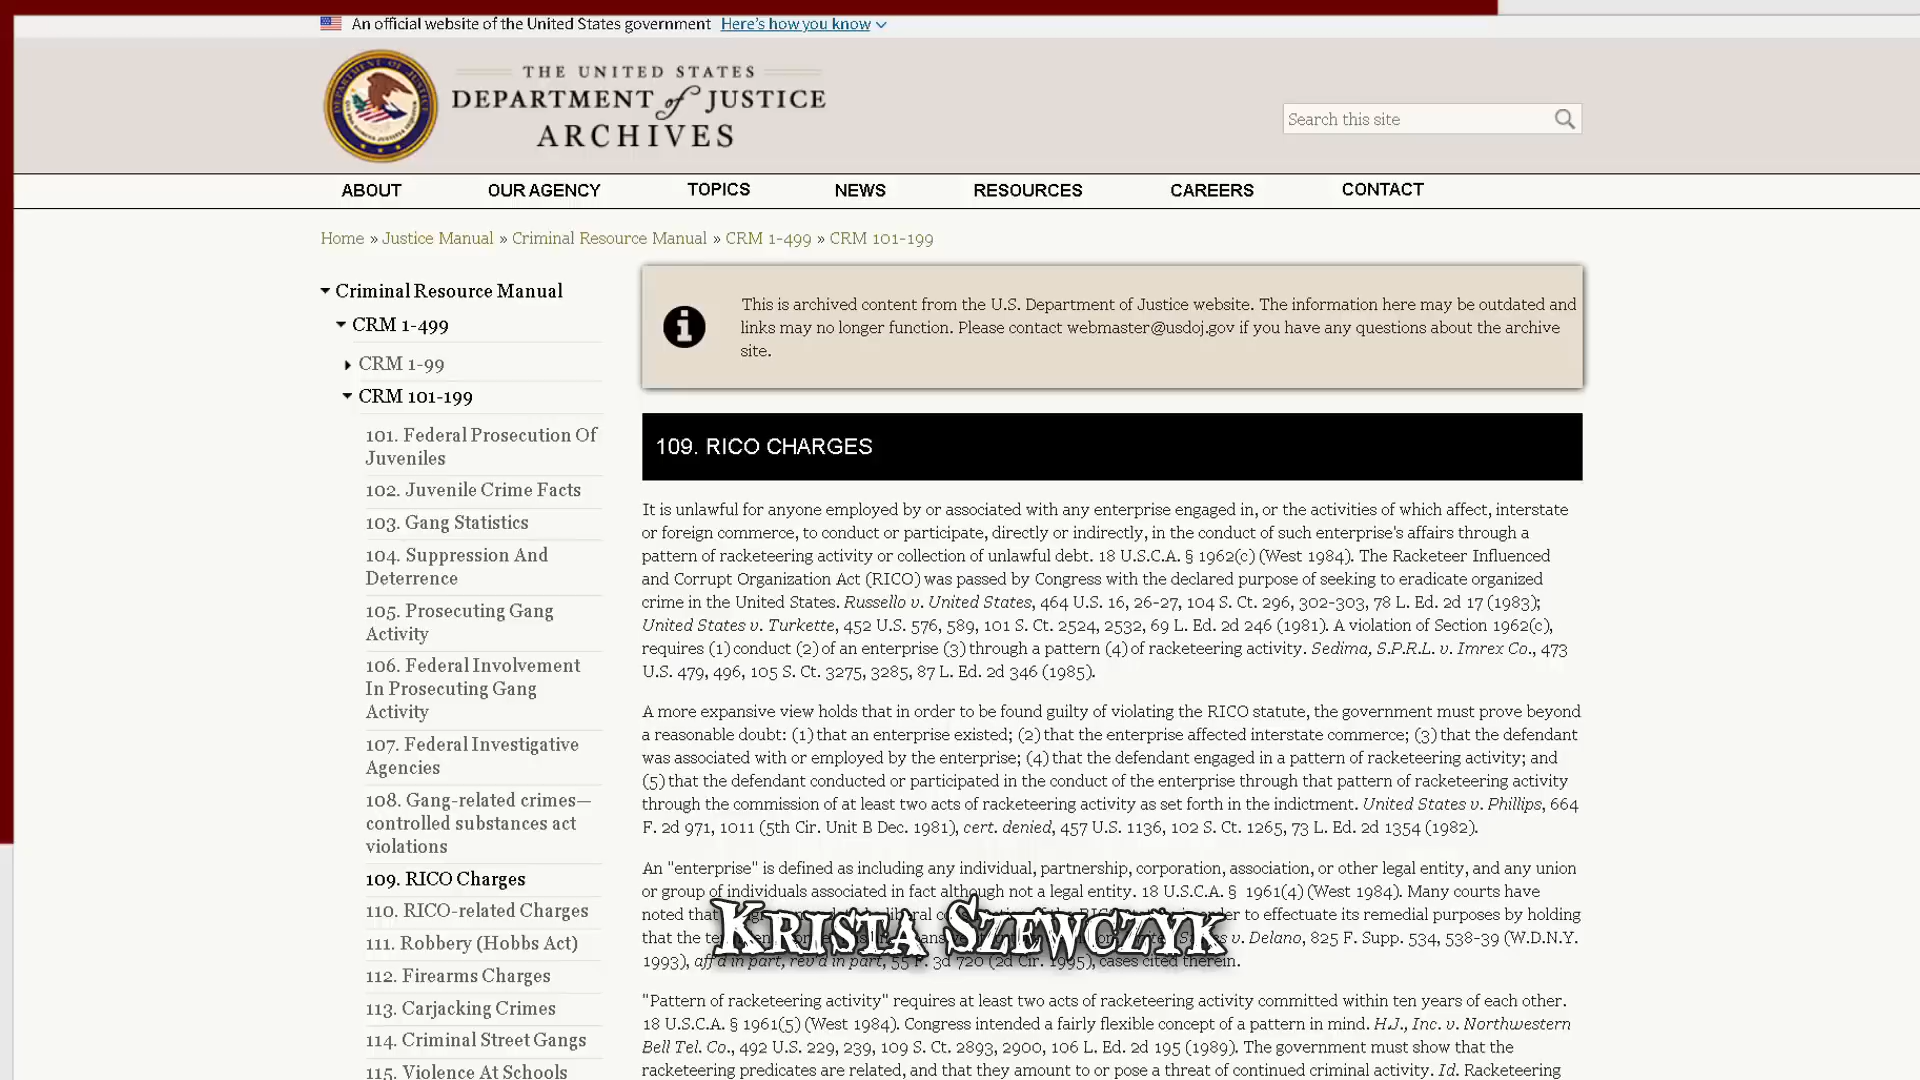 An official website of the United States government Here's how you know
THE UNITED STATES
DEPARTMENT of JUSTICE
ARCHIVES
Search this site
ABOUT OUR AGENCY TOPICS NEWS RESOURCES CAREERS CONTACT
Home » Justice Manual » Criminal Resource Manual » CRM 1-499 » CRM 101-199
Criminal Resource Manual
CRM 1-499
CRM 1-99
CRM 101-199
101. Federal Prosecution Of
Juveniles
102. Juvenile Crime Facts
103. Gang Statistics
104. Suppression And
Deterrence
105. Prosecuting Gang
Activity
106. Federal Involvement
In Prosecuting Gang
Activity
107. Federal Investigative
Agencies
108. Gang-related crimes—
controlled substances act
violations
109. RICO Charges
110. RICO-related Charges
111. Robbery (Hobbs Act)
112. Firearms Charges
113. Carjacking Crimes
114. Criminal Street Gangs
115. Violence At Schools
This is archived content from the U.S. Department of Justice website. The information here may be outdated and
links may no longer function. Please contact webmaster@usdoj.gov if you have any questions about the archive
site.
109. RICO CHARGES
It is unlawful for anyone employed by or associated with any enterprise engaged in, or the activities of which affect, interstate
or foreign commerce, to conduct or participate, directly or indirectly, in the conduct of such enterprise's affairs through a
pattern of racketeering activity or collection of unlawful debt. 18 U.S.C.A. § 1962(c) (West 1984). The Racketeer Influenced
and Corrupt Organization Act (RICO) was passed by Congress with the declared purpose of seeking to eradicate organized
crime in the United States. Russello v. United States, 464 U.S. 16, 26-27, 104 S. Ct. 296, 302-303, 78 L. Ed. 2d 17 (1983);
United States v. Turkette, 452 U.S. 576, 589, 101 S. Ct. 2524, 2532, 69 L. Ed. 2d 246 (1981). A violation of Section 1962(c),
requires (1) conduct (2) of an enterprise (3) through a pattern (4) of racketeering activity. Sedima, S.P.R.L. v. Imrex Co., 473
U.S. 479, 496, 105 S. Ct. 3275, 3285, 87 L. Ed. 2d 346 (1985).
A more expansive view holds that in order to be found guilty of violating the RICO statute, the government must prove beyond
a reasonable doubt: (1) that an enterprise existed; (2) that the enterprise affected interstate commerce; (3) that the defendant
was associated with or employed by the enterprise; (4) that the defendant engaged in a pattern of racketeering activity; and
(5) that the defendant conducted or participated in the conduct of the enterprise through that pattern of racketeering activity
through the commission of at least two acts of racketeering activity as set forth in the indictment. United States v. Phillips, 664
F. 2d 971, 1011 (5th Cir. Unit B Dec. 1981), cert. denied, 457 U.S. 1136, 102 S. Ct. 1265, 73 L. Ed. 2d 1354 (1982).
An "enterprise" is defined as including any individual, partnership, corporation, association, or other legal entity, and any union
or group of individuals associated in fact although not a legal entity. 18 U.S.C.A. § 1961(4) (West 1984). Many courts have
noted that to effectuate its remedial purposes by holding
that the v. Delano, 825 F. Supp. 534, 538-39 (W.D.N.Y.
1993), aff'd in part, rev'd in part, 55 F. 3d 720 (2d Cir. 1995), cases cited therein.
Krista Szewczyk
"Pattern of racketeering activity" requires at least two acts of racketeering activity committed within ten years of each other.
18 U.S.C.A. § 1961(5) (West 1984). Congress intended a fairly flexible concept of a pattern in mind. H.J., Inc. v. Northwestern
Bell Tel. Co., 492 U.S. 229, 239, 109 S. Ct. 2893, 2900, 106 L. Ed. 2d 195 (1989). The government must show that the
racketeering predicates are related, and that they amount to or pose a threat of continued criminal activity. Id. Racketeering